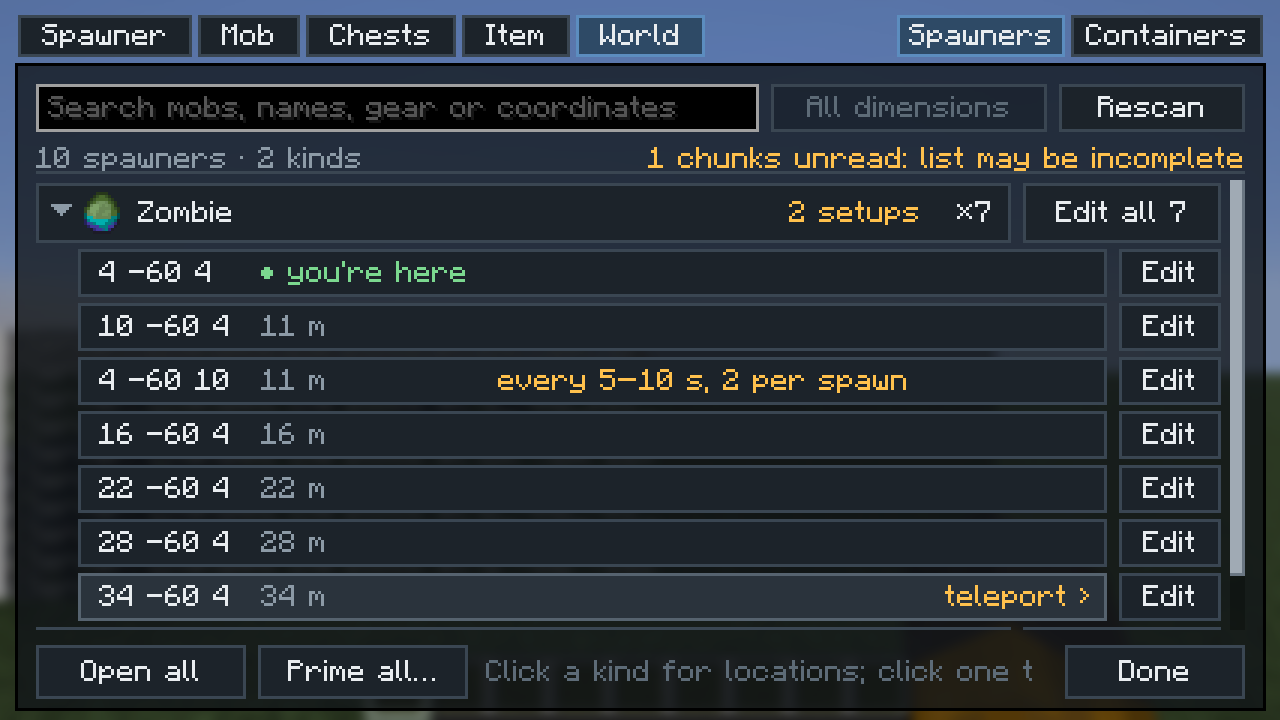 Spawner Mob Chests Item World Spawners Containers
Search mobs, names, gear or coordinates All dimensions Rescan
10 spawners · 2 kinds 1 chunks unread: list may be incomplete
Zombie 2 setups ×7 Edit all 7
4 -60 4 • you're here Edit
10 -60 4 11 m Edit
4 -60 10 11 m every 5–10 s, 2 per spawn Edit
16 -60 4 16 m Edit
22 -60 4 22 m Edit
28 -60 4 28 m Edit
34 -60 4 34 m teleport > Edit
Open all Prime all... Click a kind for locations; click one t Done